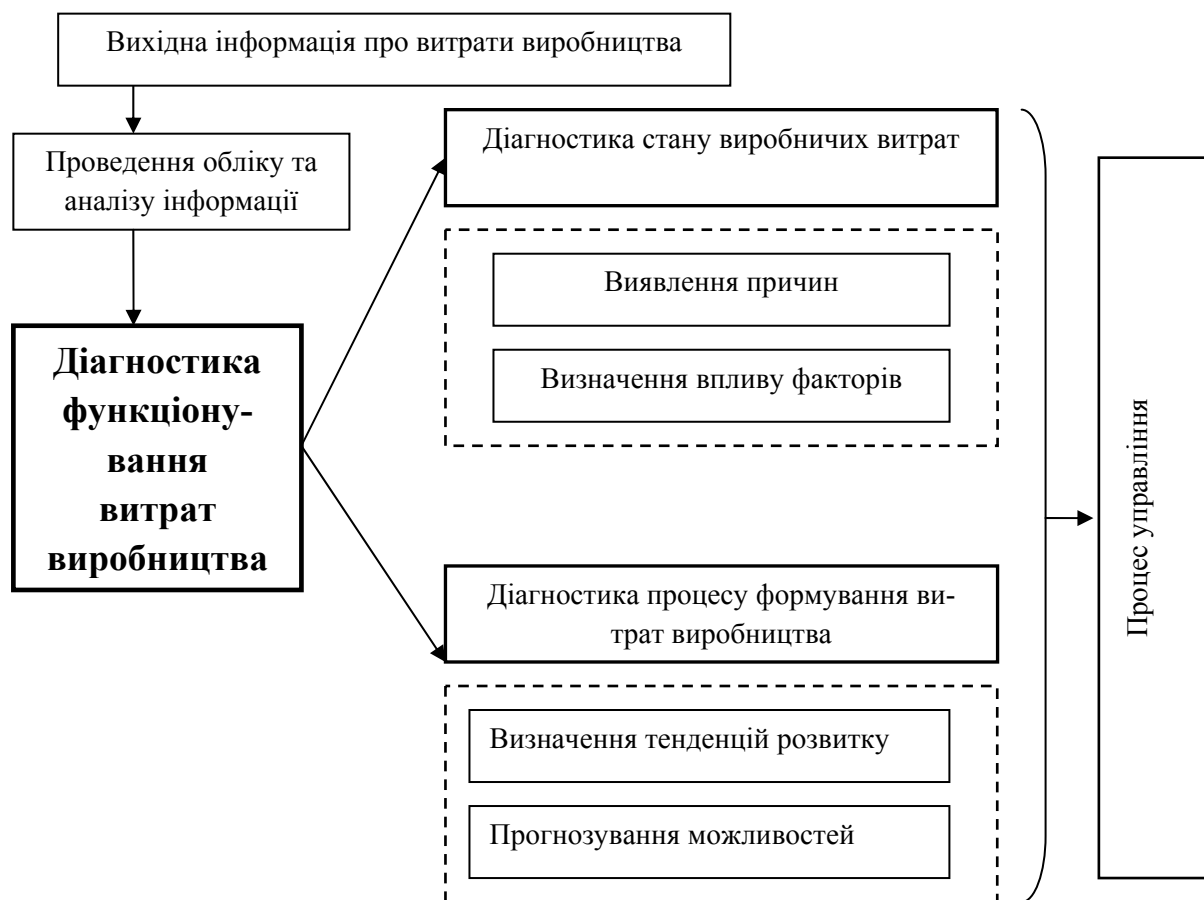 Вихідна інформація про витрати виробництва
Проведення обліку та
аналізу інформації
Діагностика
функціону-
вання
витрат
виробництва
Діагностика стану виробничих витрат
Виявлення причин
Визначення впливу факторів
Діагностика процесу формування ви-
трат виробництва
Визначення тенденцій розвитку
Прогнозування можливостей
Процес управління